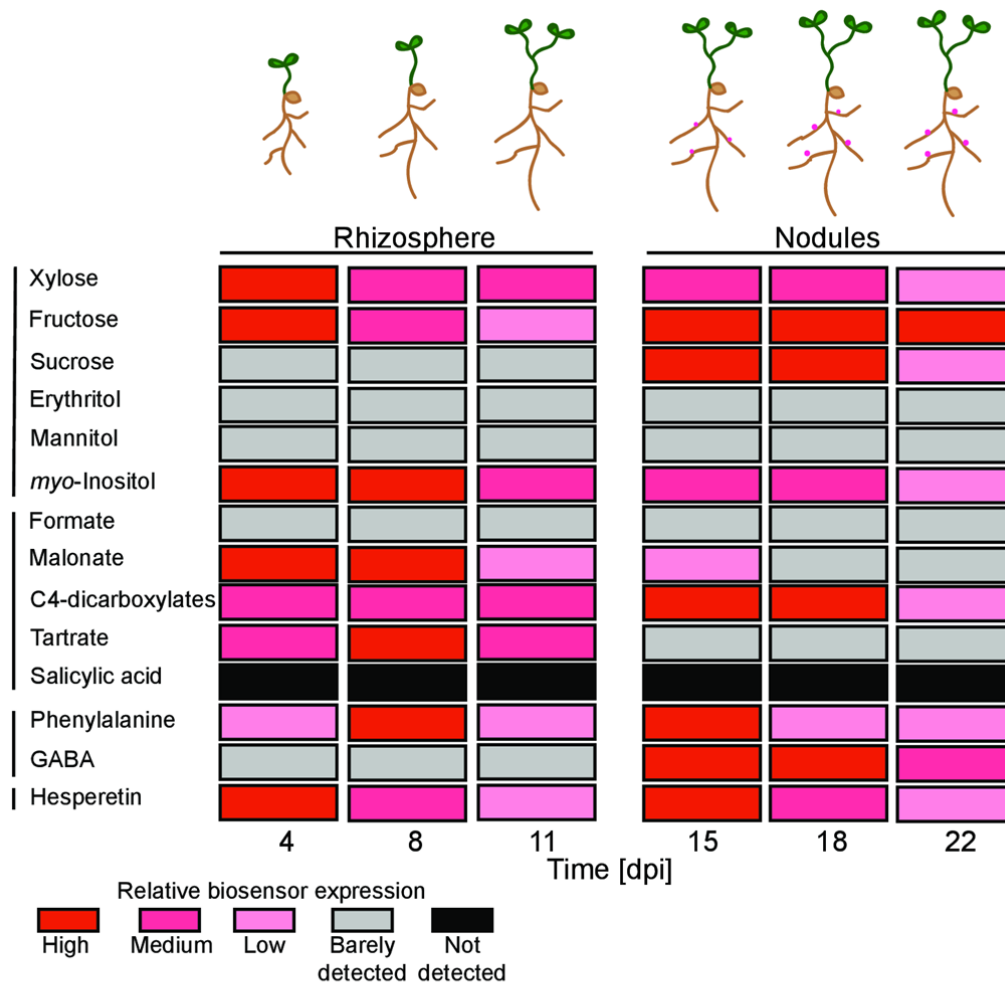 Rhizosphere
Nodules
Xylose
Fructose
Sucrose
Erythritol
Mannitol
myo-Inositol
Formate
Malonate
C4-dicarboxylates
Tartrate
Salicylic acid
Phenylalanine
GABA
Hesperetin
4 8 11 15 18 22
Time [dpi]
Relative biosensor expression
High Medium Low Barely detected Not detected